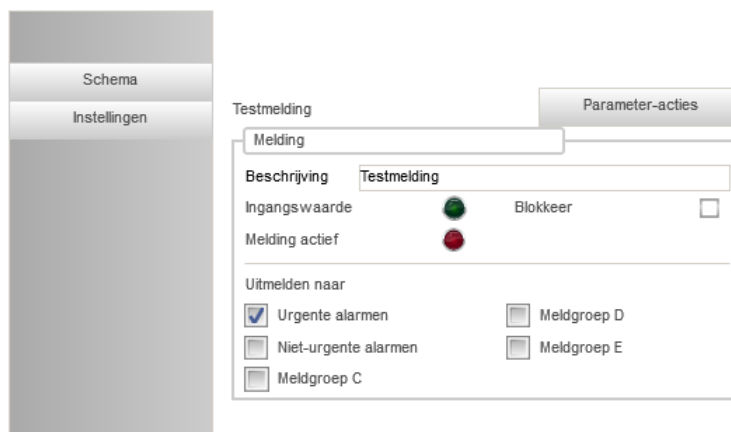 Schema
Instellingen
Testmelding
Parameter-acties
Melding
Beschrijving Testmelding
Ingangswaarde Blokkeer
Melding actief
Uitmelden naar
Urgente alarmen Meldgroep D
Niet-urgente alarmen Meldgroep E
Meldgroep C